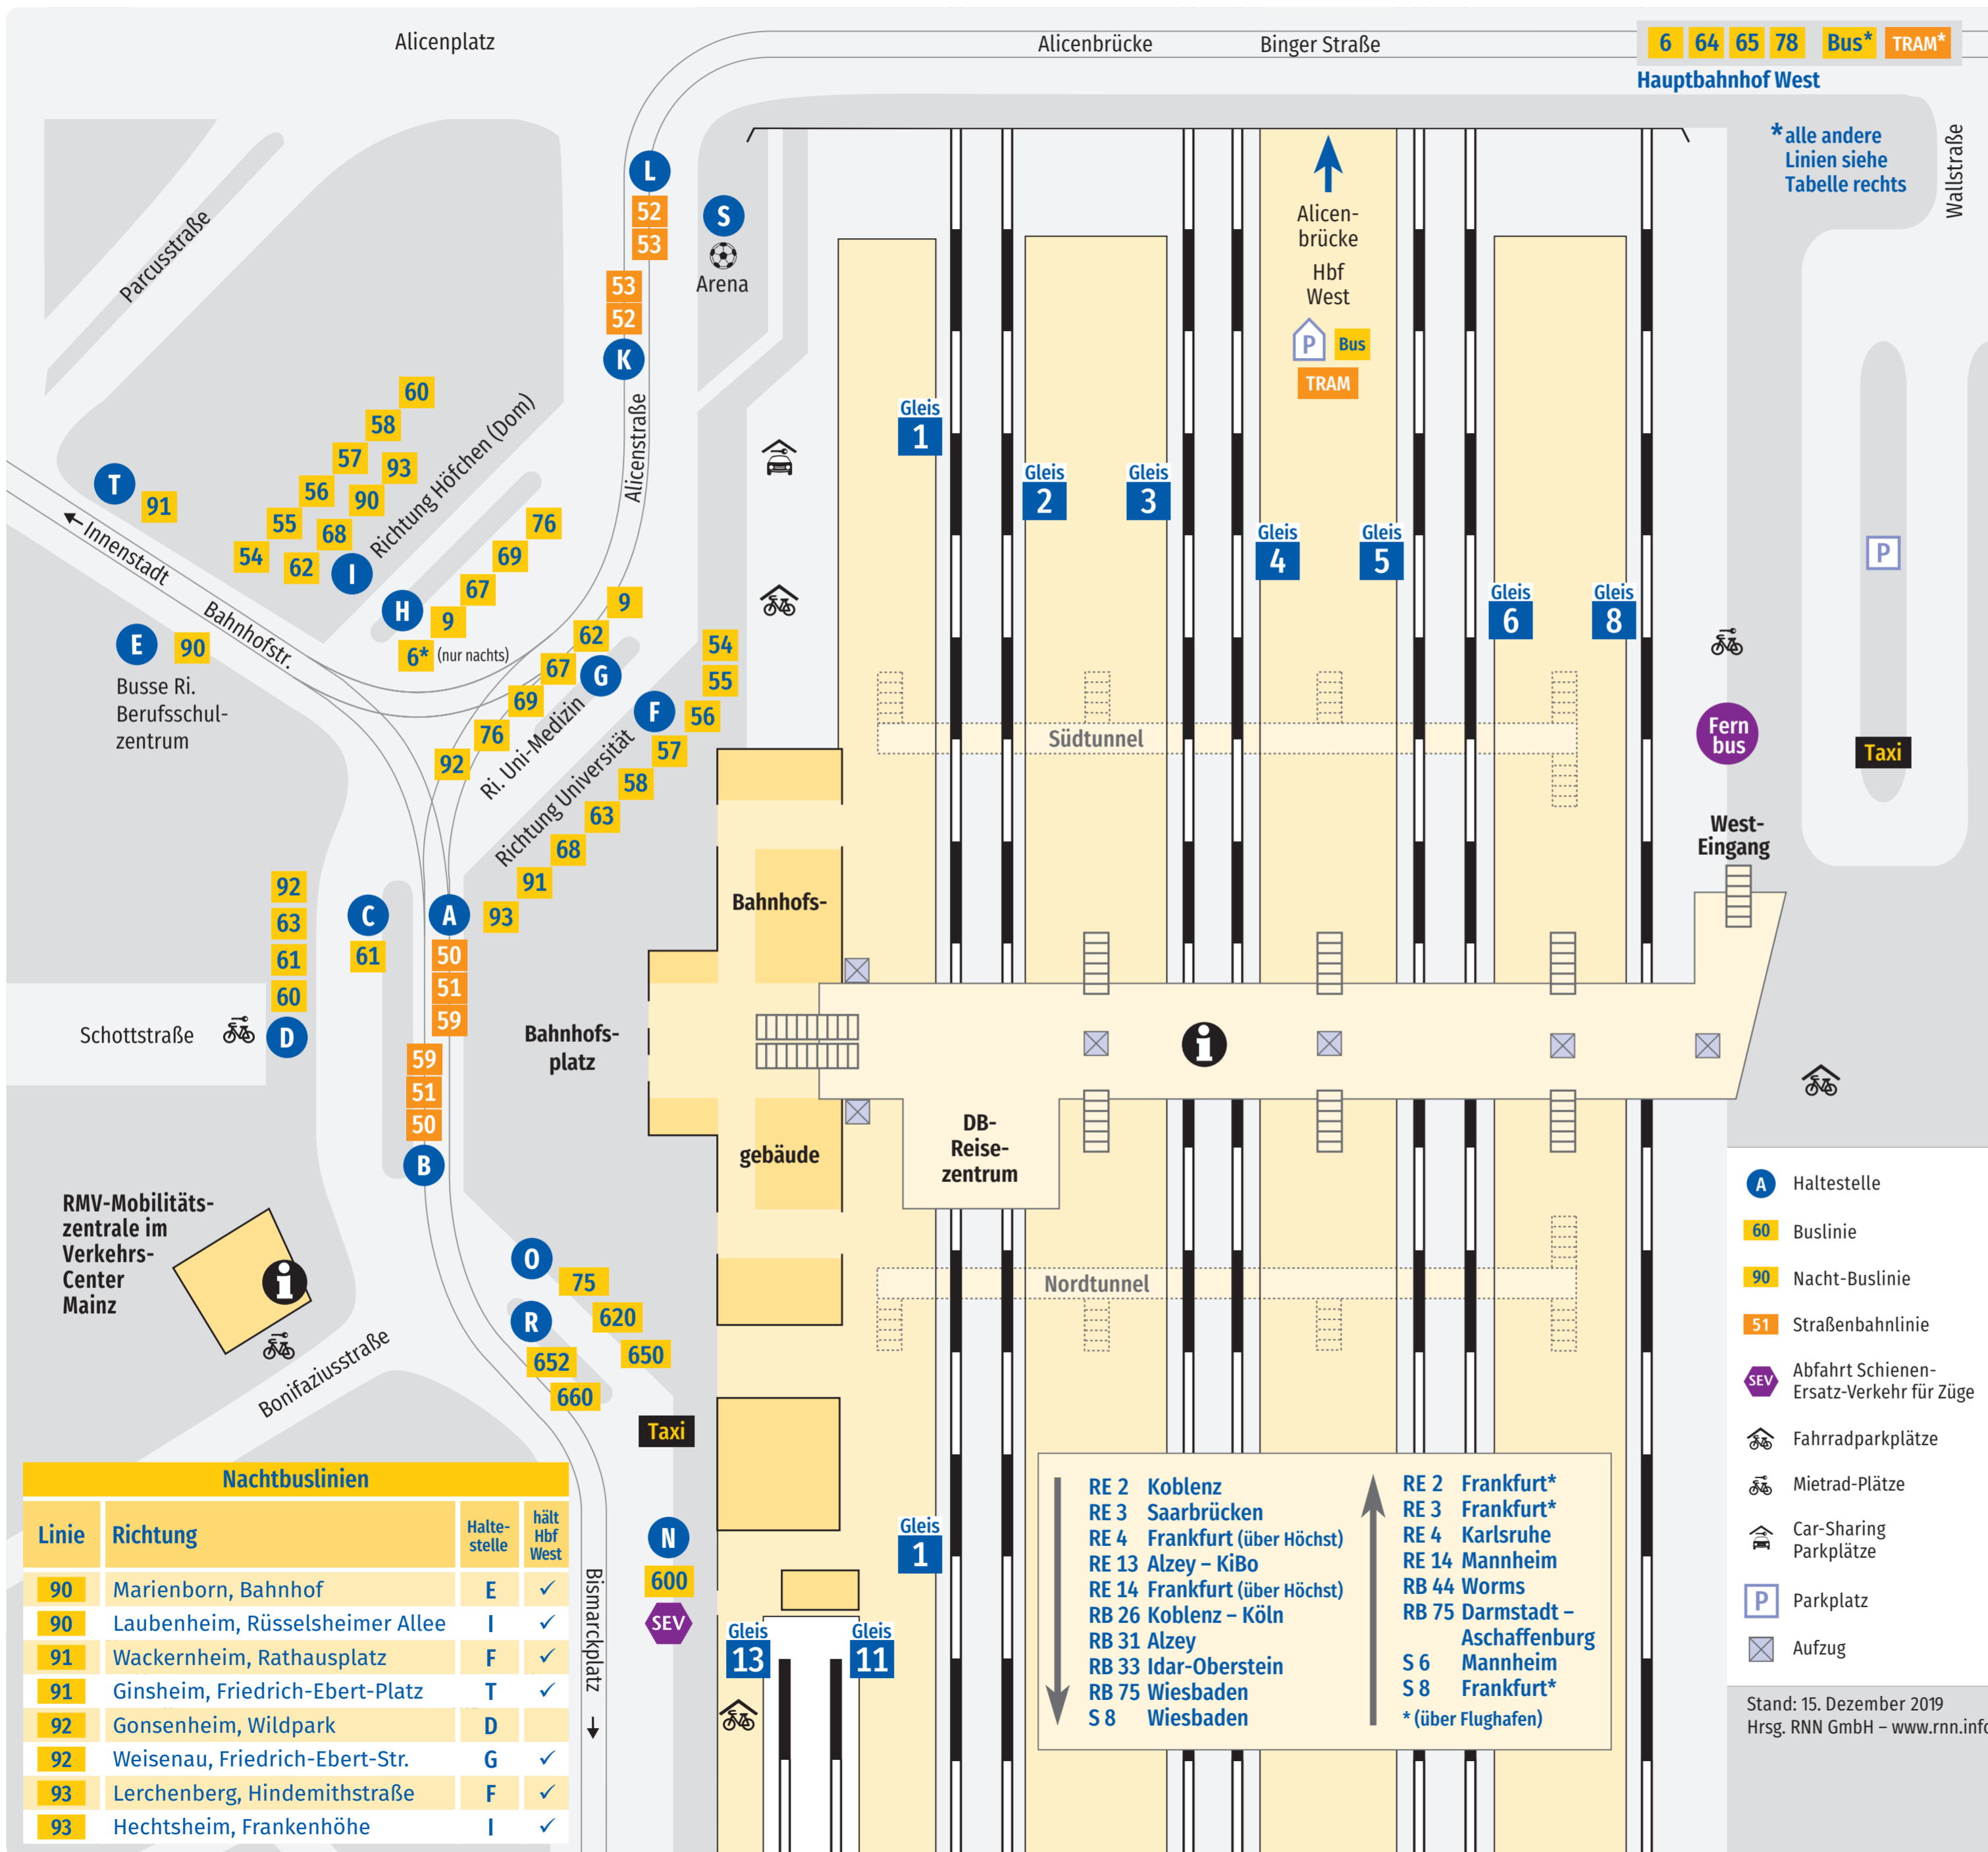 Alicenplatz
Alicenbrücke
Binger Straße
6 64 65 78 Bus* TRAM*
Hauptbahnhof West
*alle andere
Linien siehe
Tabelle rechts
Wallstraße
Parcusstraße
L
52
53
S
Arena
53
52
K
Alicenstraße
Alicen-
brücke
Hbf
West
P Bus
TRAM
Gleis
1
Gleis
2
Gleis
3
Gleis
4
Gleis
5
Gleis
6
Gleis
8
P
60
58
57
93
56
90
55
68
54
62
I
Richtung Höfchen (Dom)
T
91
Innenstadt
Bahnhofstr.
76
69
67
H
9
6* (nur nachts)
E
90
Busse Ri.
Berufsschul-
zentrum
9
62
67
G
69
76
92
Ri. Uni-Medizin
54
55
F
56
57
58
63
68
91
93
Richtung Universität
Südtunnel
Fern
bus
Taxi
West-
Eingang
92
63
61
60
D
C
61
A
50
51
59
59
51
50
B
Schottstraße
Bahnhofs-
platz
Bahnhofs-
gebäude
i
DB-
Reise-
zentrum
RMV-Mobilitäts-
zentrale im
Verkehrs-
Center
Mainz
i
Bonifaziusstraße
O
75
620
650
R
652
660
Taxi
Nordtunnel
N
600
SEV
Bismarckplatz
Gleis
1
Gleis
13
Gleis
11
A Haltestelle
60 Buslinie
90 Nacht-Buslinie
51 Straßenbahnlinie
SEV Abfahrt Schienen-
Ersatz-Verkehr für Züge
Fahrradparkplätze
Mietrad-Plätze
Car-Sharing
Parkplätze
P Parkplatz
Aufzug
Stand: 15. Dezember 2019
Hrsg. RNN GmbH – www.rnn.info
RE 2 Koblenz
RE 3 Saarbrücken
RE 4 Frankfurt (über Höchst)
RE 13 Alzey – KiBo
RE 14 Frankfurt (über Höchst)
RB 26 Koblenz – Köln
RB 31 Alzey
RB 33 Idar-Oberstein
RB 75 Wiesbaden
S 8 Wiesbaden
RE 2 Frankfurt*
RE 3 Frankfurt*
RE 4 Karlsruhe
RE 14 Mannheim
RB 44 Worms
RB 75 Darmstadt –
Aschaffenburg
S 6 Mannheim
S 8 Frankfurt*
* (über Flughafen)
Nachtbuslinien
Linie Richtung Halte-
stelle hält
Hbf
West
90 Marienborn, Bahnhof E ✓
90 Laubenheim, Rüsselsheimer Allee I ✓
91 Wackernheim, Rathausplatz F ✓
91 Ginsheim, Friedrich-Ebert-Platz T ✓
92 Gonsenheim, Wildpark D
92 Weisenau, Friedrich-Ebert-Str. G ✓
93 Lerchenberg, Hindemithstraße F ✓
93 Hechtsheim, Frankenhöhe I ✓